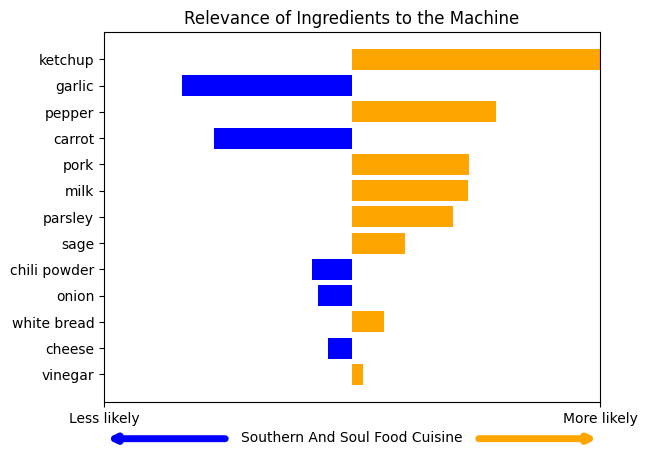 Relevance of Ingredients to the Machine
ketchup
garlic
pepper
carrot
pork
milk
parsley
sage
chili powder
onion
white bread
cheese
vinegar
Less likely
More likely
Southern And Soul Food Cuisine